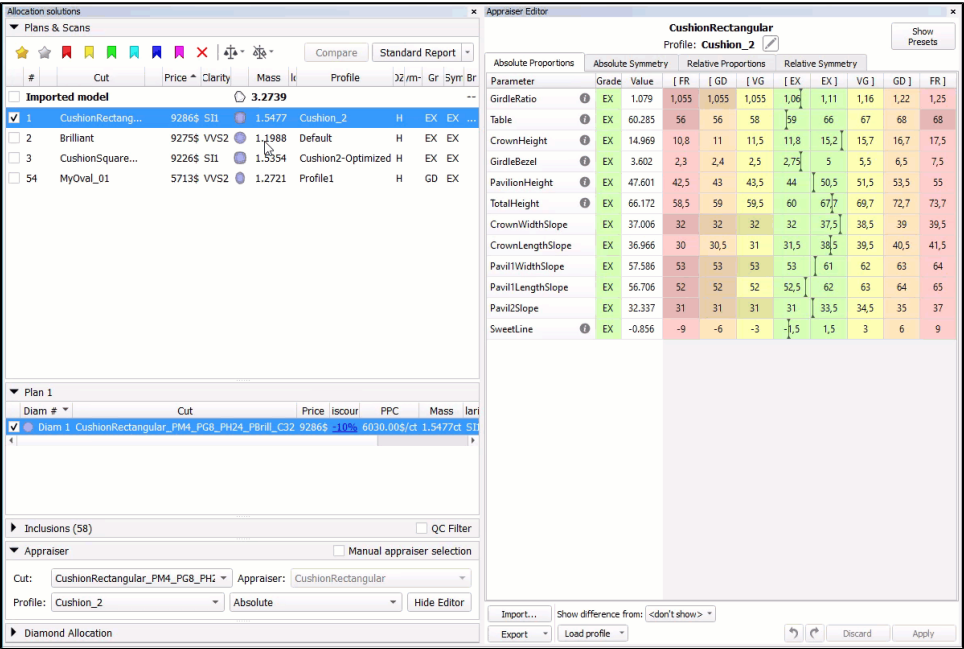 Allocation solutions
Plans & Scans
Compare Standard Report
# Cut Price Clarity Mass Profile Gr Sym Br
Imported model 3.2739 --
1 CushionRectang... 9286$ SI1 1.5477 Cushion_2 H EX EX ...
2 Brilliant 9275$ VVS2 1.1988 Default H EX EX
3 CushionSquare... 9226$ SI1 1.5354 Cushion2-Optimized H EX EX
54 MyOval_01 5713$ VVS2 1.2721 Profile1 H GD EX
Plan 1
Diam # Cut Price iscour PPC Mass lari
Diam 1 CushionRectangular_PM4_PG8_PH24_PBrill_C32 9286$ -10% 6030.00$/ct 1.5477ct SI1
Inclusions (58) QC Filter
Appraiser Manual appraiser selection
Cut: CushionRectangular_PM4_PG8_PH2 Appraiser: CushionRectangular
Profile: Cushion_2 Absolute Hide Editor
Diamond Allocation
Appraiser Editor
CushionRectangular
Profile: Cushion_2
Show
Presets
Absolute Proportions Absolute Symmetry Relative Proportions Relative Symmetry
Parameter Grade Value [ FR [ GD [ VG [ EX EX ] VG ] GD ] FR ]
GirdleRatio EX 1.079 1,055 1,055 1,055 1,06 1,11 1,16 1,22 1,25
Table EX 60.285 56 56 58 59 66 67 68 68
CrownHeight EX 14.969 10,8 11 11,5 11,8 15,2 15,7 16,7 17,5
GirdleBezel EX 3.602 2,3 2,4 2,5 2,75 5 5,5 6,5 7,5
PavilionHeight EX 47.601 42,5 43 43,5 44 50,5 51,5 53,5 55
TotalHeight EX 66.172 58,5 59 59,5 60 67,7 69,7 72,7 73,7
CrownWidthSlope EX 37.006 32 32 32 32 37,5 38,5 39 39,5
CrownLengthSlope EX 36.966 30 30,5 31 31,5 38,5 39,5 40,5 41,5
Pavil1WidthSlope EX 57.586 53 53 53 53 61 62 63 64
Pavil1LengthSlope EX 56.706 52 52 52 52,5 62 63 64 65
Pavil2Slope EX 32.337 31 31 31 31 33,5 34,5 35 37
SweetLine EX -0.856 -9 -6 -3 -1,5 1,5 3 6 9
Import... Show difference from: <don't show>
Export Load profile Discard Apply